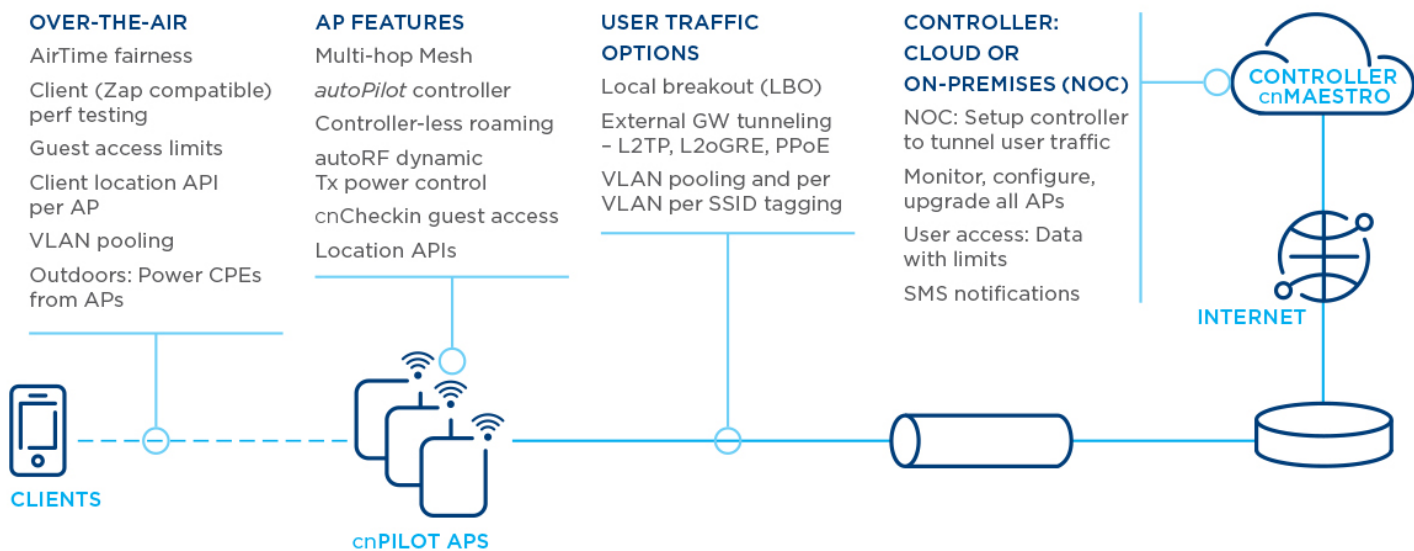 OVER-THE-AIR
AirTime fairness
Client (Zap compatible)
perf testing
Guest access limits
Client location API
per AP
VLAN pooling
Outdoors: Power CPEs
from APs
AP FEATURES
Multi-hop Mesh
autoPilot controller
Controller-less roaming
autoRF dynamic
Tx power control
cnCheckin guest access
Location APIs
USER TRAFFIC
OPTIONS
Local breakout (LBO)
External GW tunneling
– L2TP, L2oGRE, PPoE
VLAN pooling and per
VLAN per SSID tagging
CONTROLLER:
CLOUD OR
ON-PREMISES (NOC)
NOC: Setup controller
to tunnel user traffic
Monitor, configure,
upgrade all APs
User access: Data
with limits
SMS notifications
CONTROLLER
cnMAESTRO
INTERNET
CLIENTS
cnPILOT APS